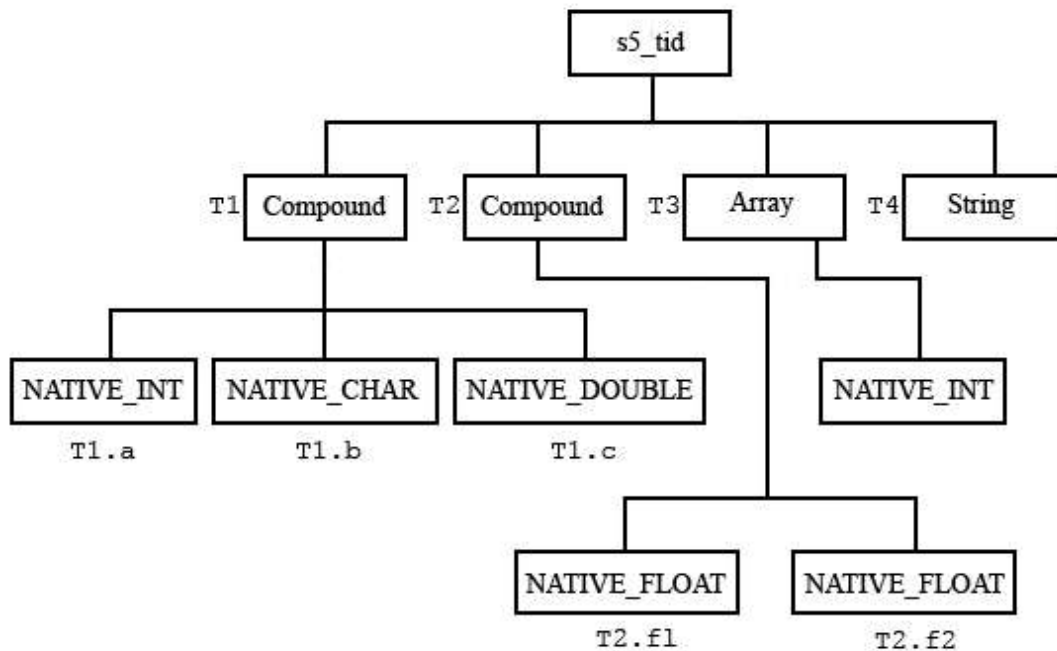 s5_tid
T1 Compound T2 Compound T3 Array T4 String
NATIVE_INT NATIVE_CHAR NATIVE_DOUBLE NATIVE_INT
T1.a T1.b T1.c
NATIVE_FLOAT NATIVE_FLOAT
T2.f1 T2.f2